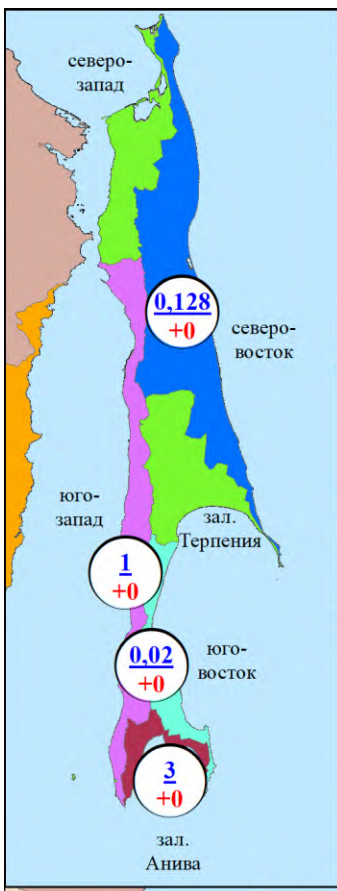 северо-
запад
0,128
+0
северо-
восток
юго-
запад
зал.
Терпения
1
+0
0,02
+0
юго-
восток
3
+0
зал.
Анива